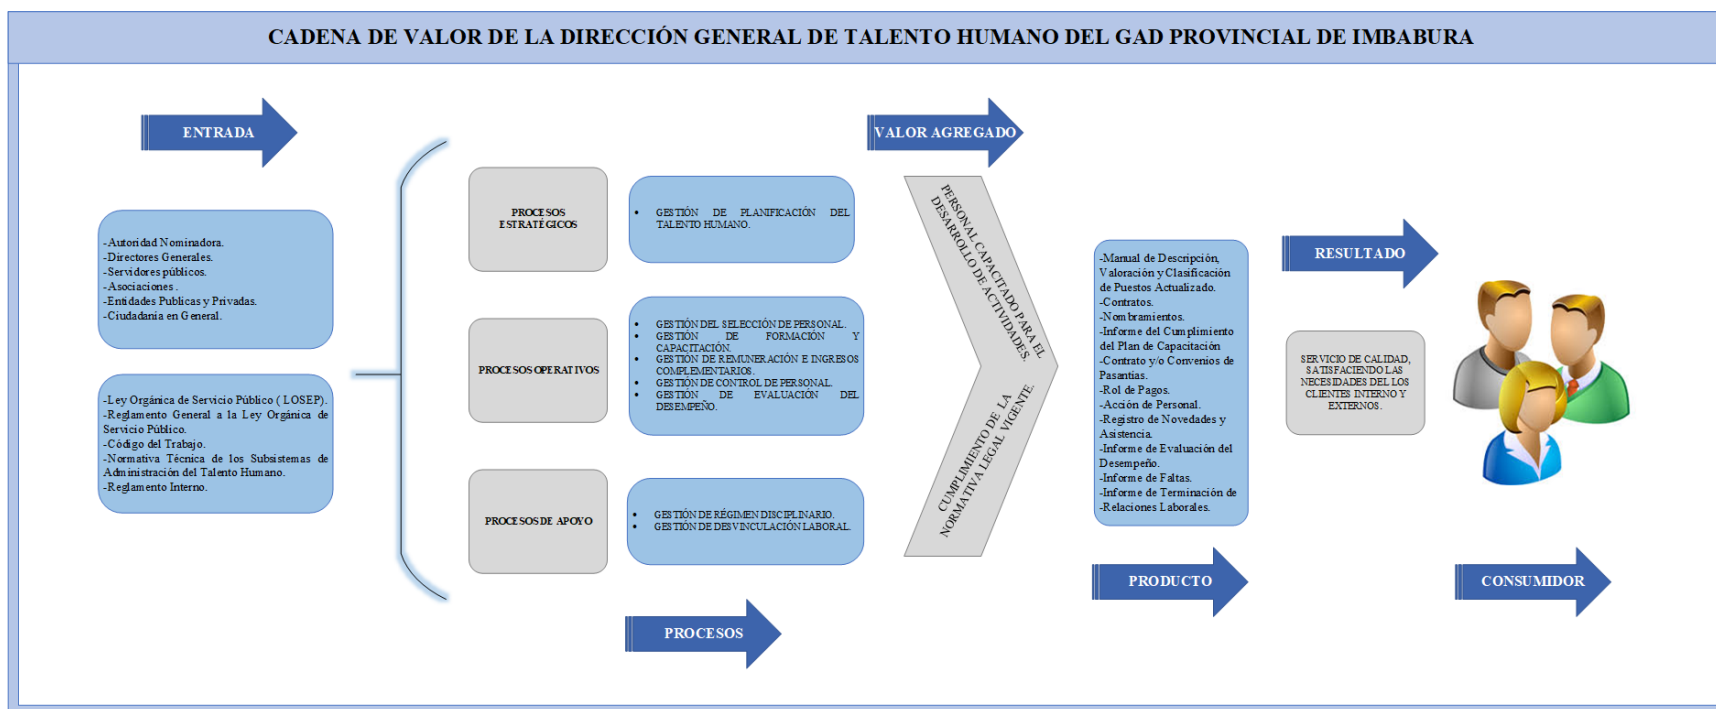 CADENA DE VALOR DE LA DIRECCIÓN GENERAL DE TALENTO HUMANO DEL GAD PROVINCIAL DE IMBABURA
ENTRADA
-Autoridad Nominadora.
-Directores Generales.
-Servidores públicos.
-Asociaciones .
-Entidades Publicas y Privadas.
-Ciudadania en General.
-Ley Orgánica de Servicio Público ( LOSEP).
-Reglamento General a la Ley Orgánica de
Servicio Público.
-Código del Trabajo.
-Normativa Técnica de los Subsistemas de
Administración del Talento Humano.
-Reglamento Interno.
PROCESOS
ESTRATÉGICOS
• GESTIÓN DE PLANIFICACIÓN DEL
TALENTO HUMANO.
PROCESOS OPERATIVOS
• GESTIÓN DEL SELECCIÓN DE PERSONAL.
• GESTIÓN DE FORMACIÓN Y
CAPACITACIÓN.
• GESTIÓN DE REMUNERACIÓN E INGRESOS
COMPLEMENTARIOS.
• GESTIÓN DE CONTROL DE PERSONAL.
• GESTIÓN DE EVALUACIÓN DEL
DESEMPEÑO.
PROCESOS DE APOYO
• GESTIÓN DE RÉGIMEN DISCIPLINARIO.
• GESTIÓN DE DESVINCULACIÓN LABORAL.
PROCESOS
VALOR AGREGADO
PERSONAL CAPACITADO PARA EL
DESARROLLO DE ACTIVIDADES.
CUMPLIMIENTO DE LA
NORMATIVA LEGAL VIGENTE.
-Manual de Descripción,
Valoración y Clasificación
de Puestos Actualizado.
-Contratos.
-Nombramientos.
-Informe del Cumplimiento
del Plan de Capacitación
-Contrato y/o Convenios de
Pasantías.
-Rol de Pagos.
-Acción de Personal.
-Registro de Novedades y
Asistencia.
-Informe de Evaluación del
Desempeño.
-Informe de Faltas.
-Informe de Terminación de
-Relaciones Laborales.
PRODUCTO
RESULTADO
SERVICIO DE CALIDAD,
SATISFACIENDO LAS
NECESIDADES DEL LOS
CLIENTES INTERNO Y
EXTERNOS.
CONSUMIDOR